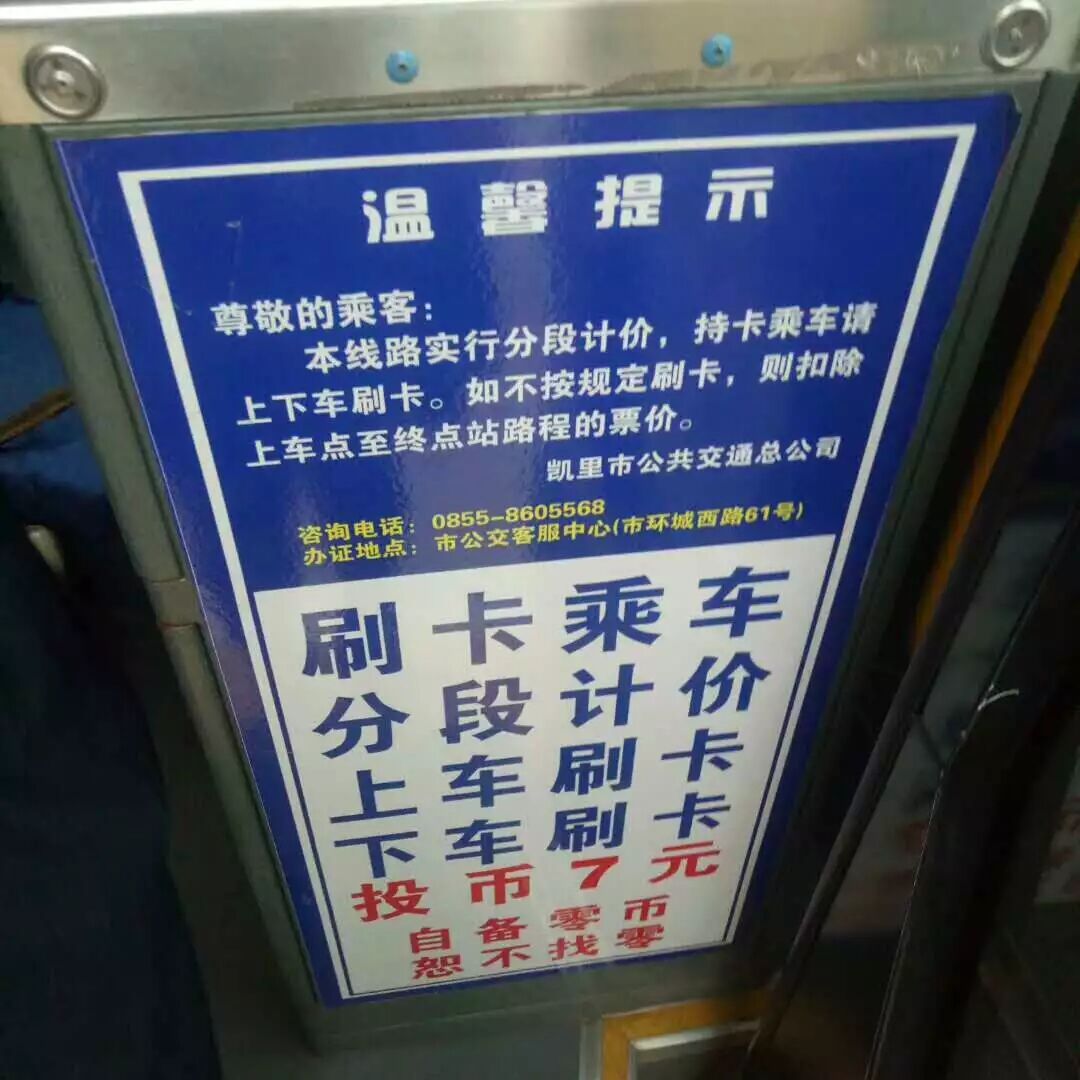 温馨提示
尊敬的乘客：
本线路实行分段计价，持卡乘车请
上下车刷卡。如不按规定刷卡，则扣除
上车点至终点站路程的票价。
凯里市公共交通总公司
咨询电话：0855-8605568
办证地点：市公交客服中心(市环城西路61号)
刷卡乘车
分段计价
上车刷卡
下车刷卡
投币7元
自备零币
恕不找零